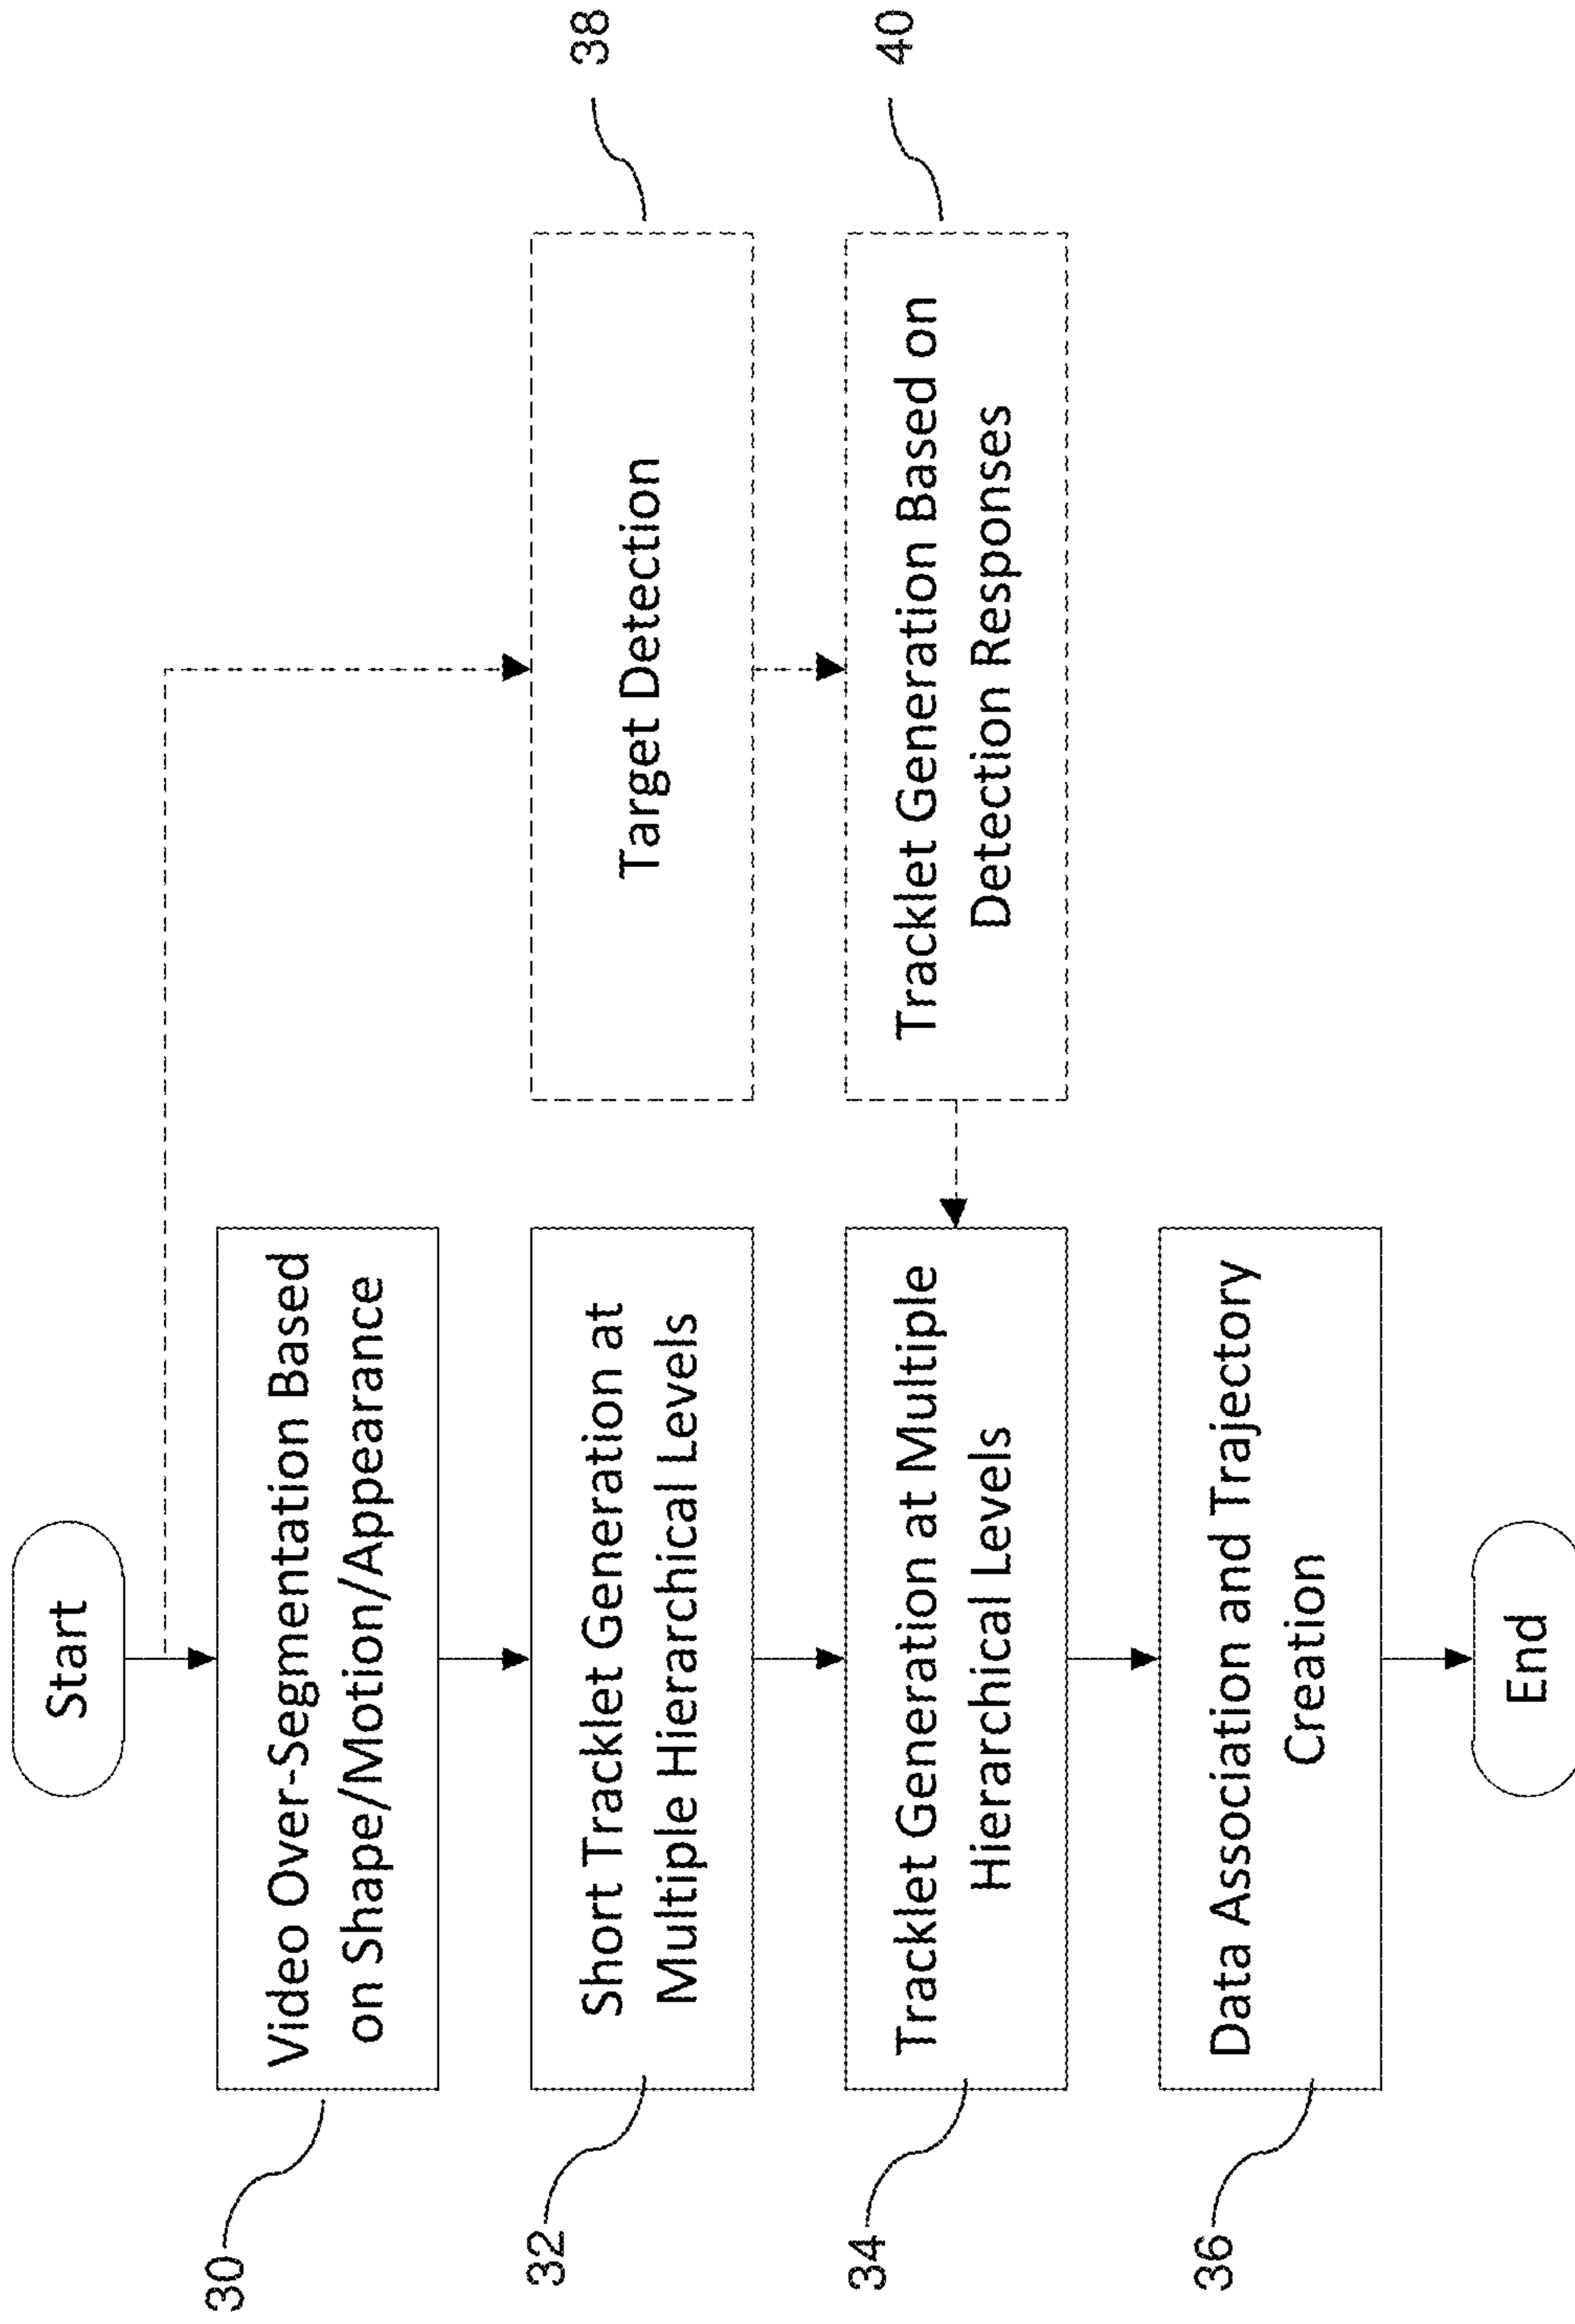 Start
30
Video Over-Segmentation Based
on Shape/Motion/Appearance
32
Short Tracklet Generation at
Multiple Hierarchical Levels
38
Target Detection
34
Tracklet Generation at Multiple
Hierarchical Levels
40
Tracklet Generation Based on
Detection Responses
36
Data Association and Trajectory
Creation
End